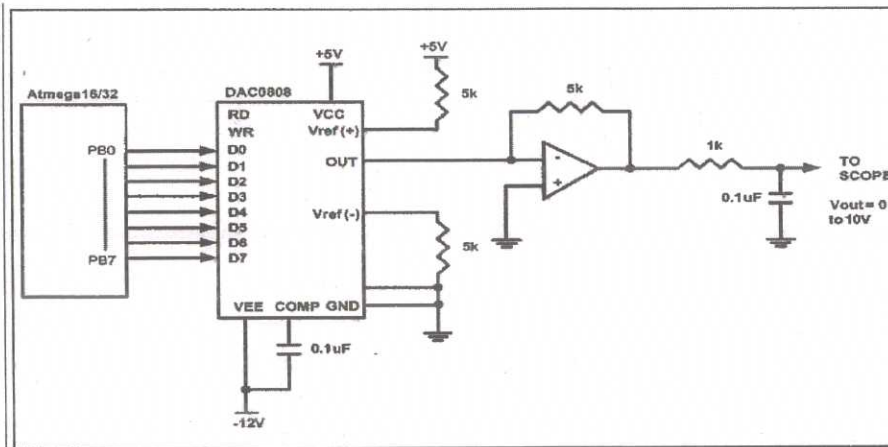 +5V
+5V
Atmega16/32
DAC0808
5k
5k
RD
VCC
WR
Vref(+)
PB0
D0
D1
OUT
-
1k
TO
SCOPE
D2
D3
+
0.1uF
D4
Vref(-)
Vout = 0
to 10V
D5
D6
5k
PB7
D7
VEE
COMP
GND
0.1uF
-12V